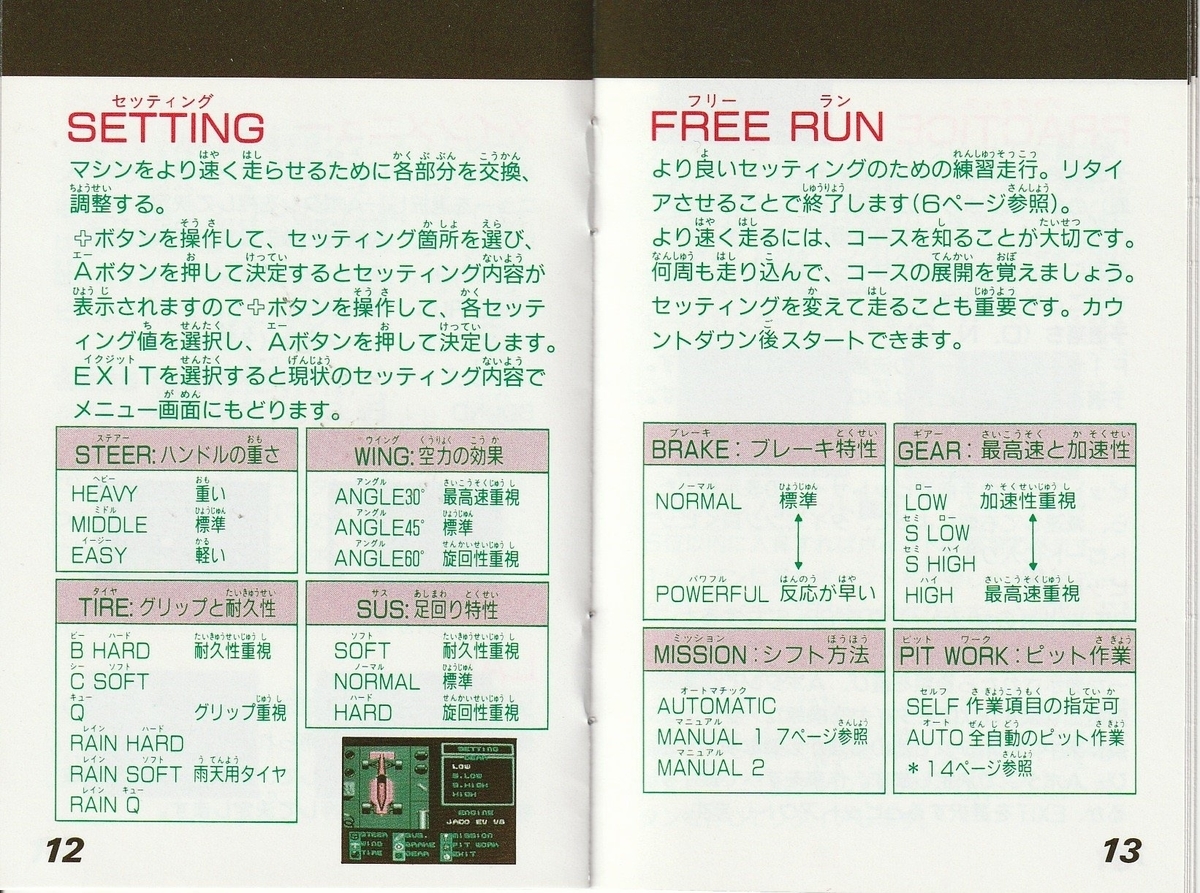 セッティング
SETTING
マシンをより速く走らせるために各部分を交換、
調整する。
✚ボタンを操作して、セッティング箇所を選び、
Aボタンを押して決定するとセッティング内容が
表示されますので✚ボタンを操作して、各セッテ
ィング値を選択し、Aボタンを押して決定します。
EXITを選択すると現状のセッティング内容で
メニュー画面にもどります。
STEER:ハンドルの重さ
HEAVY 重い
MIDDLE 標準
EASY 軽い
WING:空力の効果
ANGLE30° 最高速重視
ANGLE45° 標準
ANGLE60° 旋回性重視
TIRE:グリップと耐久性
B HARD 耐久性重視
C SOFT
Q グリップ重視
RAIN HARD
RAIN SOFT 雨天用タイヤ
RAIN Q
SUS:足回り特性
SOFT 耐久性重視
NORMAL 標準
HARD 旋回性重視
SETTING
GEAR
LOW
S.LOW
S.HIGH
HIGH
ENGINE
JADO EV V8
STEER SUS. MISSION
WING BRAKE PIT WORK
TIRE GEAR EXIT
12
フリー ラン
FREE RUN
より良いセッティングのための練習走行。リタイ
アさせることで終了します(6ページ参照)。
より速く走るには、コースを知ることが大切です。
何周も走り込んで、コースの展開を覚えましょう。
セッティングを変えて走ることも重要です。カウ
ントダウン後スタートできます。
BRAKE:ブレーキ特性
NORMAL 標準
POWERFUL 反応が早い
GEAR:最高速と加速性
LOW 加速性重視
S LOW
S HIGH
HIGH 最高速重視
MISSION:シフト方法
AUTOMATIC
MANUAL 1 7ページ参照
MANUAL 2
PIT WORK:ピット作業
SELF 作業項目の指定可
AUTO 全自動のピット作業
*14ページ参照
13